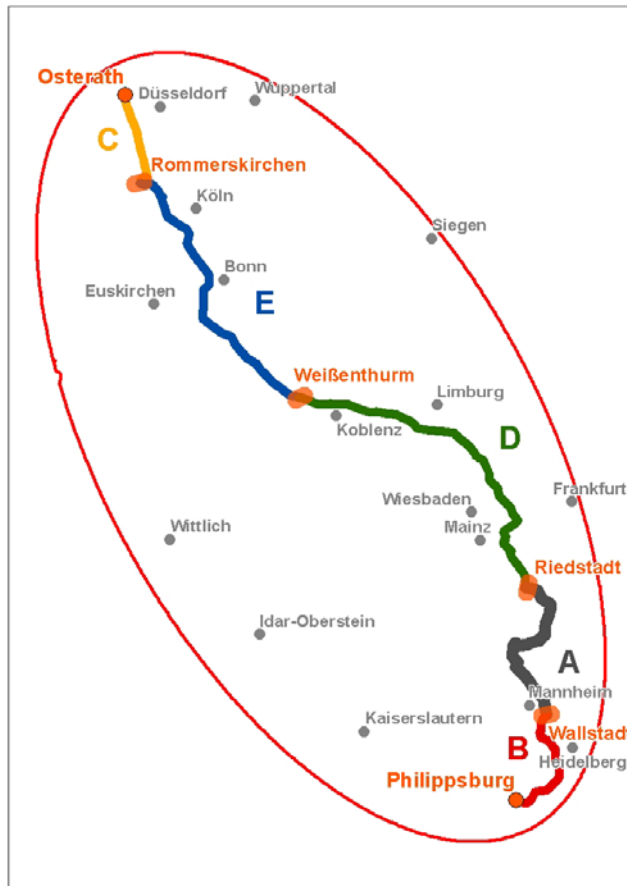 Osterath
Düsseldorf
Wuppertal
C
Rommerskirchen
Köln
Siegen
Bonn
Euskirchen
E
Weißenthurm
Limburg
Koblenz
D
Wiesbaden
Frankfurt
Mainz
Wittlich
Riedstadt
Idar-Oberstein
A
Mannheim
Kaiserslautern
Wallstadt
B
Heidelberg
Philippsburg